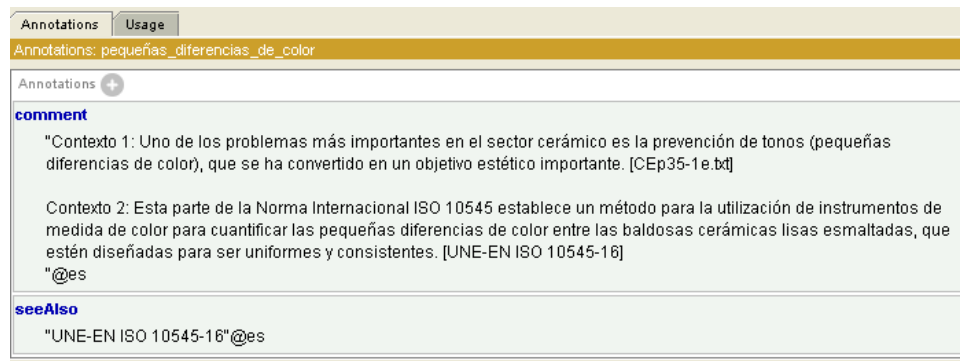 Annotations Usage
Annotations: pequeñas_diferencias_de_color
Annotations
comment
"Contexto 1: Uno de los problemas más importantes en el sector cerámico es la prevención de tonos (pequeñas
diferencias de color), que se ha convertido en un objetivo estético importante. [CEp35-1e.txt]
Contexto 2: Esta parte de la Norma Internacional ISO 10545 establece un método para la utilización de instrumentos de
medida de color para cuantificar las pequeñas diferencias de color entre las baldosas cerámicas lisas esmaltadas, que
estén diseñadas para ser uniformes y consistentes. [UNE-EN ISO 10545-16]
"@es
seeAlso
"UNE-EN ISO 10545-16"@es